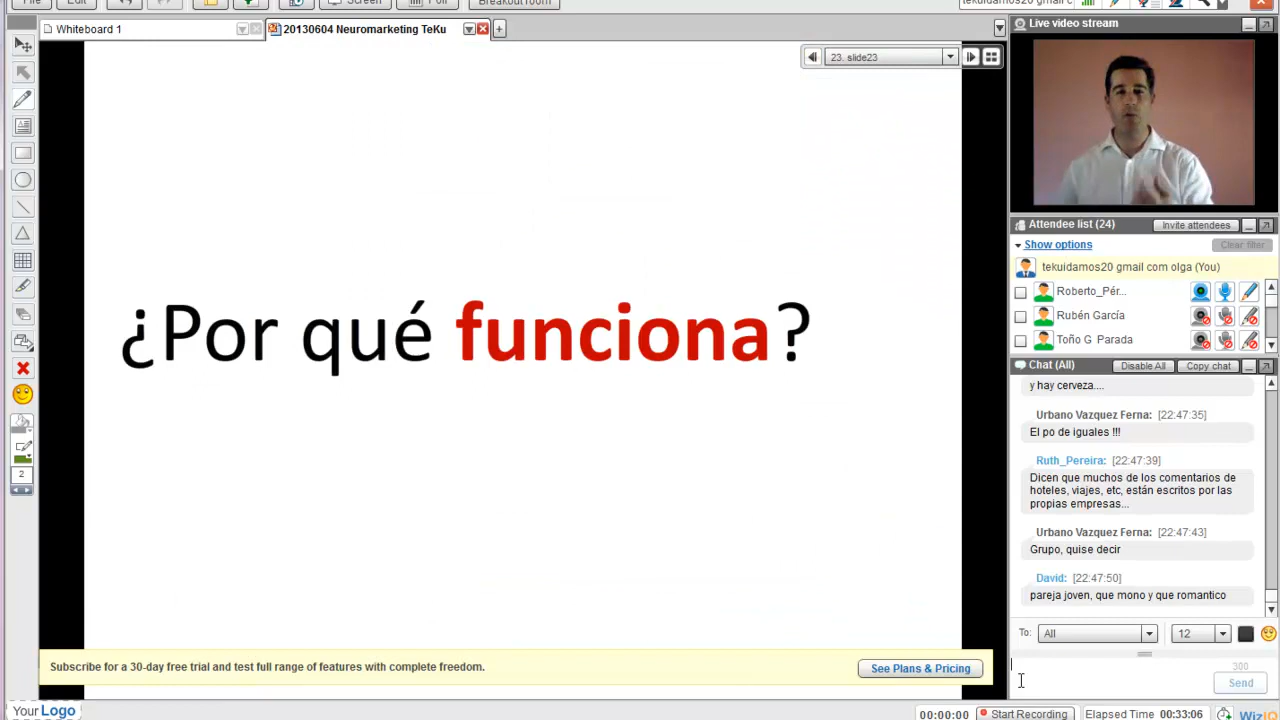 File
Edit
Screen
Poll
Breakout room
tekuidamos20 gmail c
Whiteboard 1
20130604 Neuromarketing TeKu
Live video stream
23. slide23
¿Por qué funciona?
Attendee list (24)
Invite attendees
Show options
Clear filter
tekuidamos20 gmail com olga (You)
Roberto_Pér...
Rubén García
Toño G Parada
Chat (All)
Disable All
Copy chat
y hay cerveza....
Urbano Vazquez Ferna: [22:47:35]
El po de iguales !!!
Ruth_Pereira: [22:47:39]
Dicen que muchos de los comentarios de
hoteles, viajes, etc, están escritos por las
propias empresas...
Urbano Vazquez Ferna: [22:47:43]
Grupo, quise decir
David: [22:47:50]
pareja joven, que mono y que romantico
To:
All
12
300
Send
2
Subscribe for a 30-day free trial and test full range of features with complete freedom.
See Plans & Pricing
Your Logo
00:00:00
Start Recording
Elapsed Time 00:33:06
WizIQ